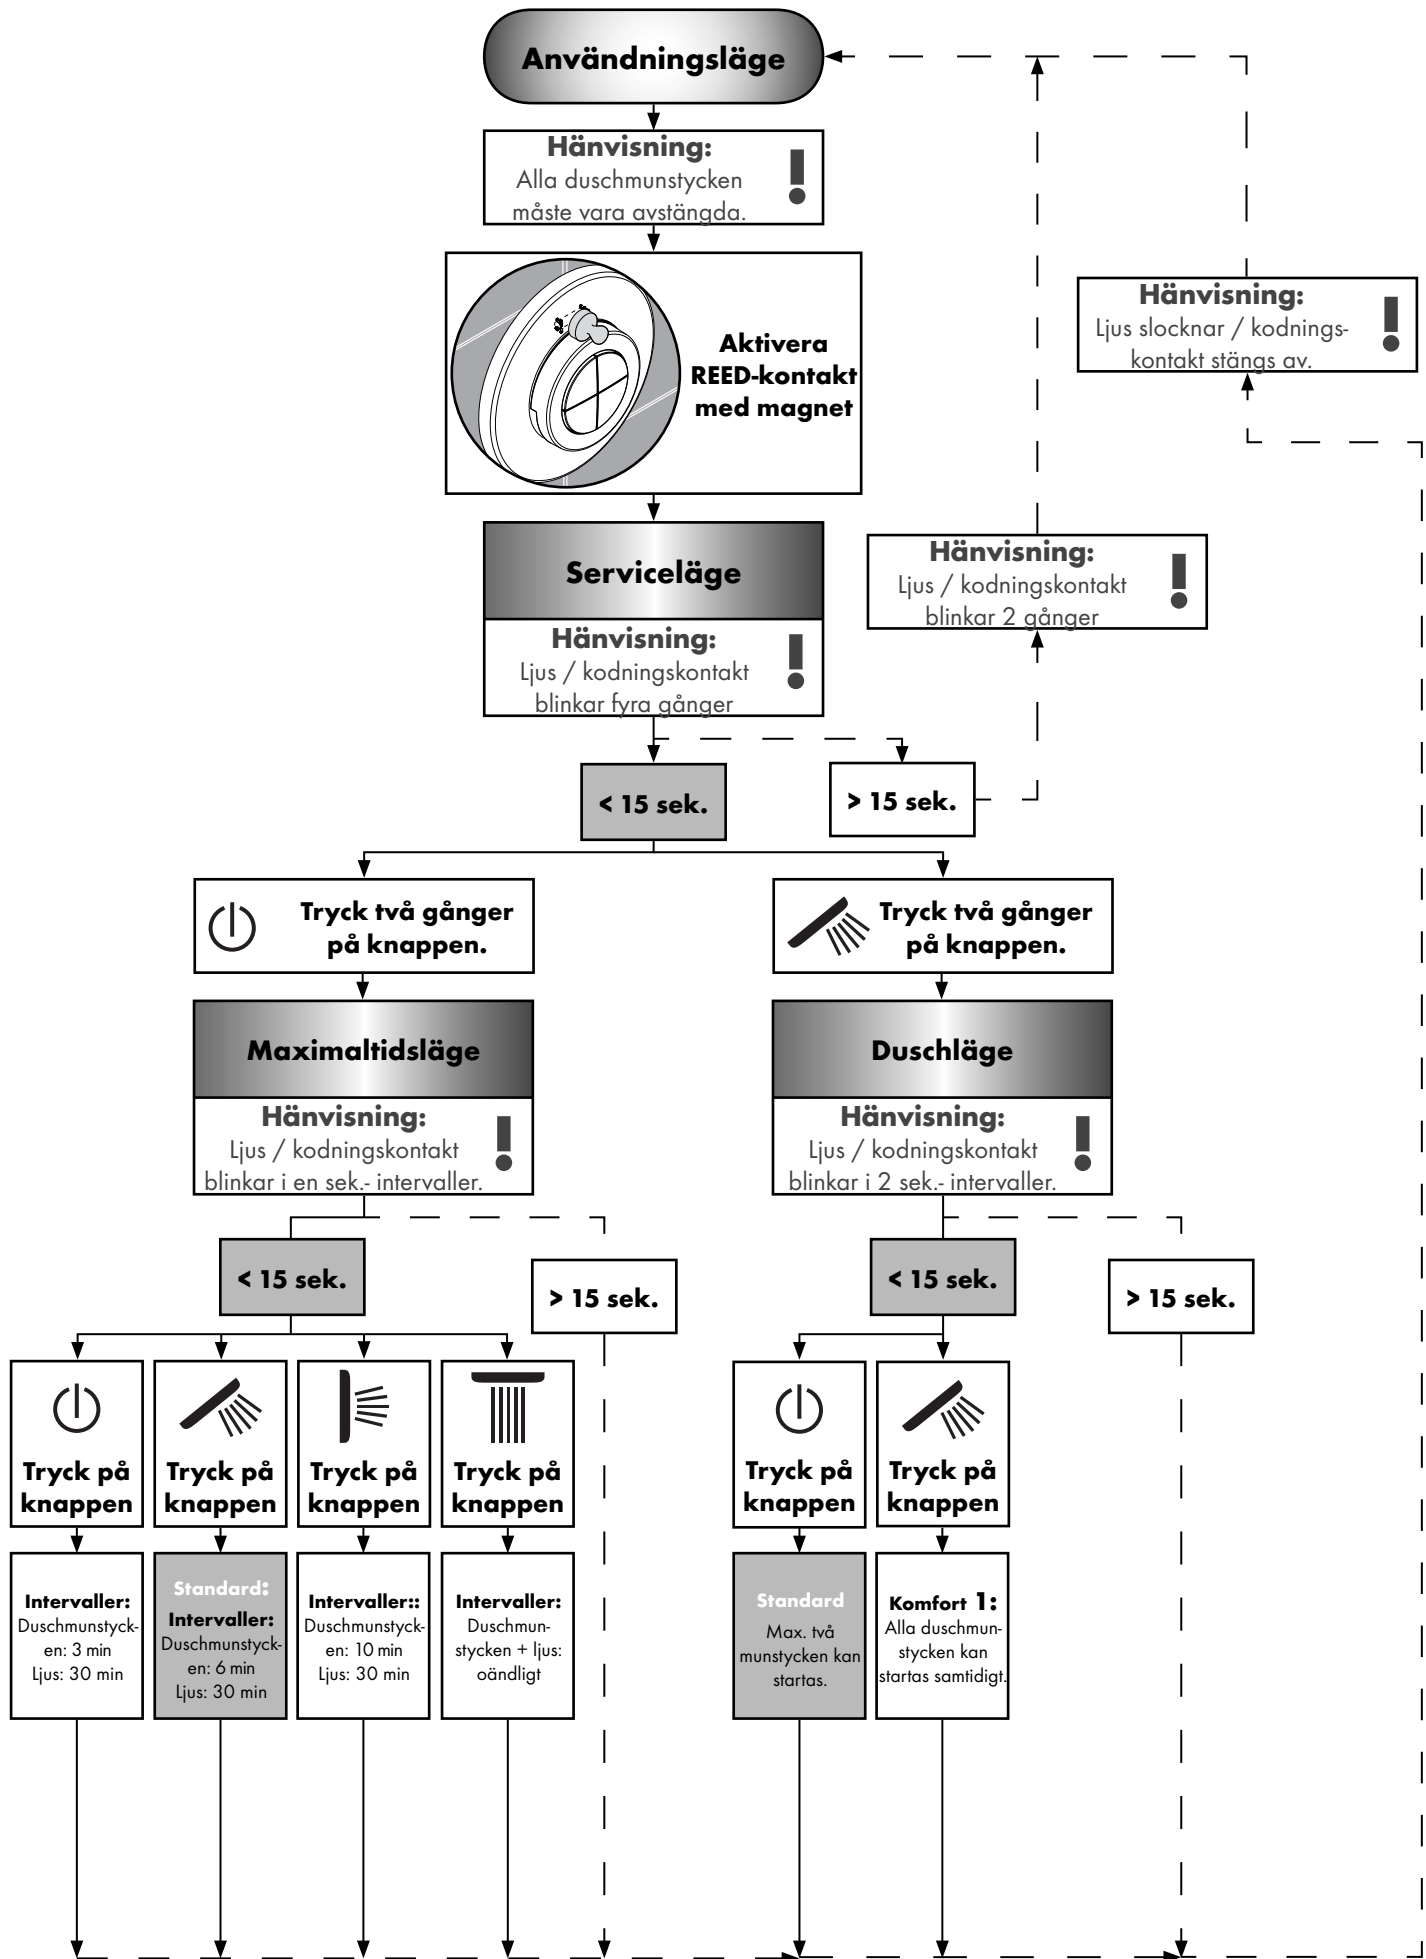 Användningsläge
Hänvisning:
Alla duschmunstycken
måste vara avstängda.
Aktivera
REED-kontakt
med magnet
Hänvisning:
Ljus slocknar / kodnings-
kontakt stängs av.
Serviceläge
Hänvisning:
Ljus / kodningskontakt
blinkar fyra gånger
Hänvisning:
Ljus / kodningskontakt
blinkar 2 gånger
< 15 sek.
> 15 sek.
Tryck två gånger
på knappen.
Tryck två gånger
på knappen.
Maximaltidsläge
Hänvisning:
Ljus / kodningskontakt
blinkar i en sek.- intervaller.
Duschläge
Hänvisning:
Ljus / kodningskontakt
blinkar i 2 sek.- intervaller.
< 15 sek.
> 15 sek.
< 15 sek.
> 15 sek.
Tryck på
knappen
Tryck på
knappen
Tryck på
knappen
Tryck på
knappen
Tryck på
knappen
Tryck på
knappen
Intervaller:
Duschmunstyck-
en: 3 min
Ljus: 30 min
Standard:
Intervaller:
Duschmunstyck-
en: 6 min
Ljus: 30 min
Intervaller::
Duschmunstyck-
en: 10 min
Ljus: 30 min
Intervaller:
Duschmun-
stycken + ljus:
oändligt
Standard
Max. två
munstycken kan
startas.
Komfort 1:
Alla duschmun-
stycken kan
startas samtidigt.